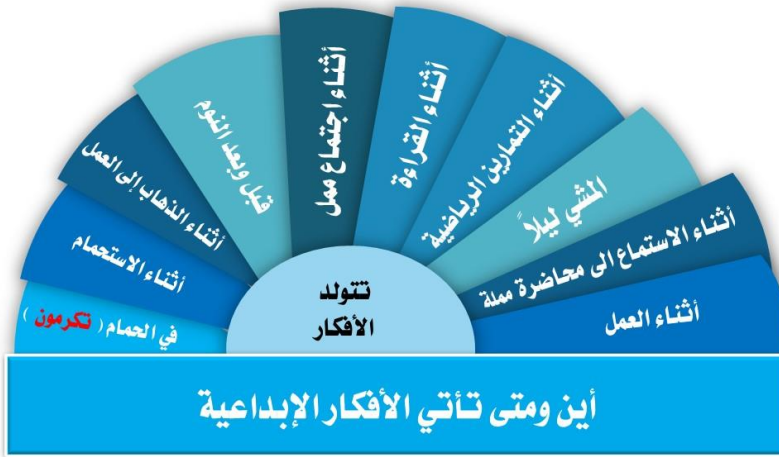 أثناء العمل
أثناء الاستماع الى محاضرة مملة
المشي ليلاً
أثناء التمارين الرياضية
أثناء القراءة
أثناء اجتماع ممل
قبل وبعد النوم
أثناء الذهاب إلى العمل
أثناء الاستحمام
في الحمام ( تكرمون )
تتولد
الأفكار
أين ومتى تأتي الأفكار الإبداعية